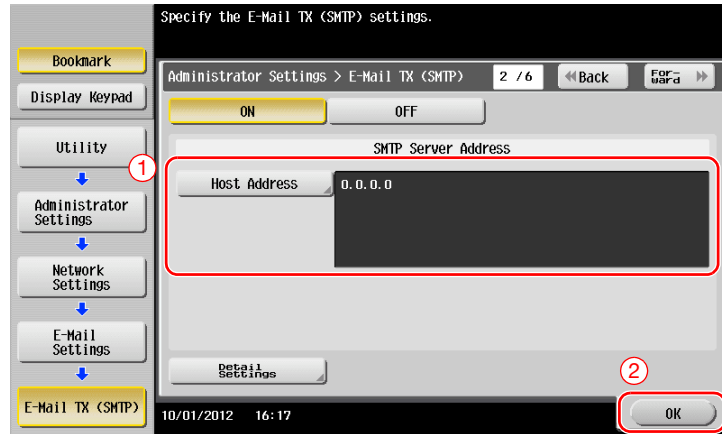 Specify the E-Mail TX (SMTP) settings.
Bookmark
Display Keypad
Utility
Administrator
Settings
Network
Settings
E-Mail
Settings
E-Mail TX (SMTP)
Administrator Settings > E-Mail TX (SMTP)
2 /6
Back
For-
ward
ON
OFF
SMTP Server Address
1
Host Address
0.0.0.0
Detail
Settings
2
10/01/2012 16:17
OK